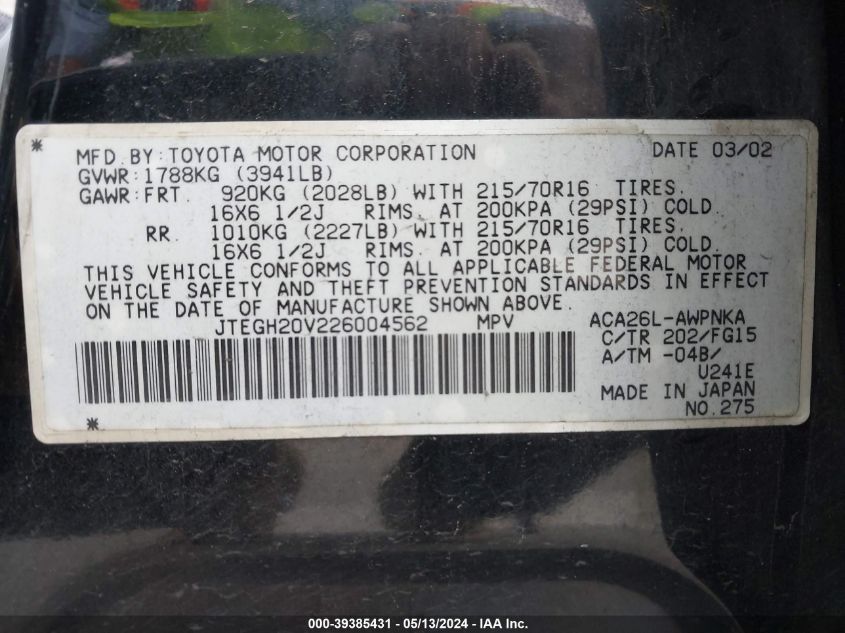 MFD. BY: TOYOTA MOTOR CORPORATION DATE 03/02
GVWR: 1788KG (3941LB)
GAWR: FRT. 920KG (2028LB) WITH 215/70R16 TIRES.
16X6 1/2J RIMS. AT 200KPA (29PSI) COLD.
RR. 1010KG (2227LB) WITH 215/70R16 TIRES.
16X6 1/2J RIMS. AT 200KPA (29PSI) COLD.
THIS VEHICLE CONFORMS TO ALL APPLICABLE FEDERAL MOTOR
VEHICLE SAFETY AND THEFT PREVENTION STANDARDS IN EFFECT
ON THE DATE OF MANUFACTURE SHOWN ABOVE.
JTEGH20V226004562 MPV ACA26L-AWPNKA
C/TR 202/FG15
A/TM -04B/
U241E
MADE IN JAPAN
NO. 275
000-39385431 - 05/13/2024 - IAA Inc.